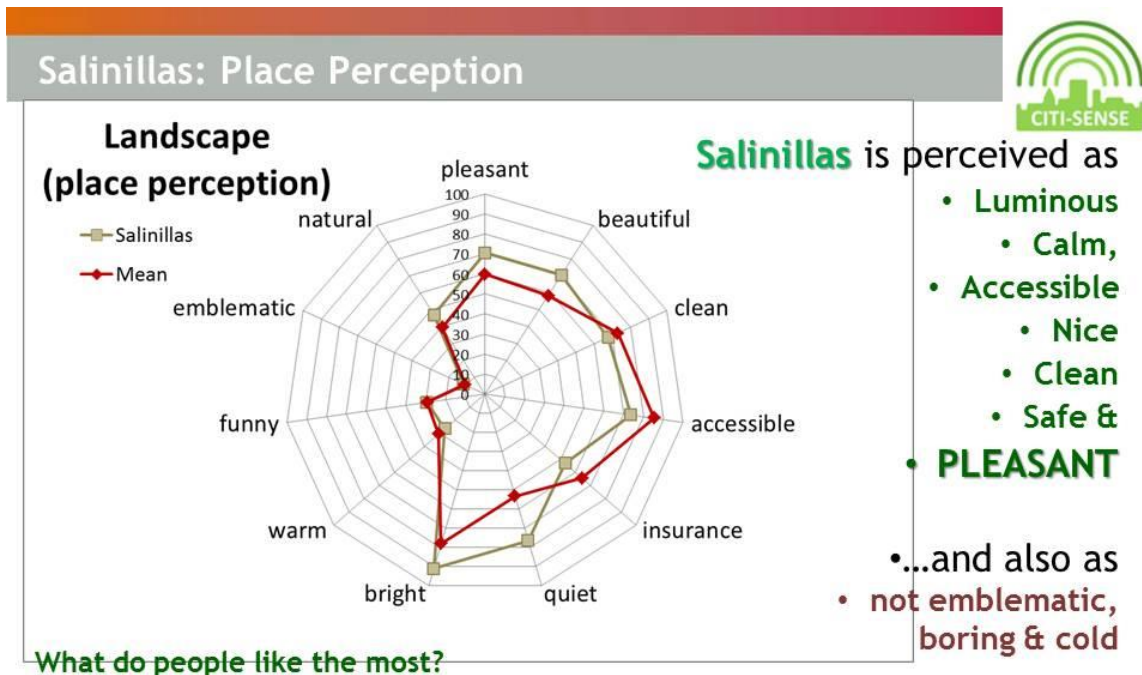 Salinillas: Place Perception
CITI-SENSE
Landscape
(place perception)
Salinillas
Mean
pleasant
beautiful
clean
accessible
insurance
quiet
bright
warm
funny
emblematic
natural
100
90
80
70
60
50
40
30
20
10
0
Salinillas is perceived as
• Luminous
• Calm,
• Accessible
• Nice
• Clean
• Safe &
• PLEASANT
•...and also as
• not emblematic,
boring & cold
What do people like the most?